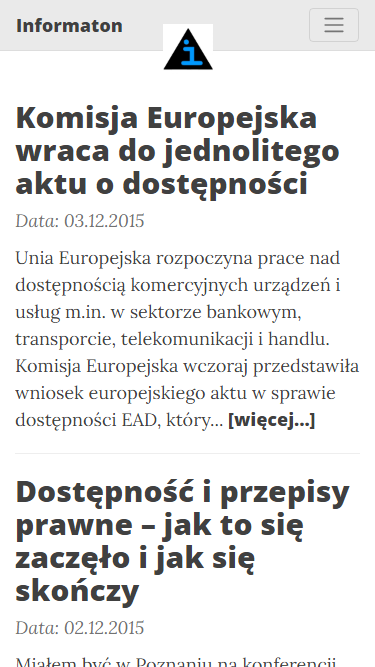 Informaton
i
Komisja Europejska
wraca do jednolitego
aktu o dostępności
Data: 03.12.2015
Unia Europejska rozpoczyna prace nad
dostępnością komercyjnych urządzeń i
usług m.in. w sektorze bankowym,
transporcie, telekomunikacji i handlu.
Komisja Europejska wczoraj przedstawiła
wniosek europejskiego aktu w sprawie
dostępności EAD, który... [więcej...]
Dostępność i przepisy
prawne – jak to się
zaczęło i jak się
skończy
Data: 02.12.2015
Miałem być w Poznaniu na konferencji